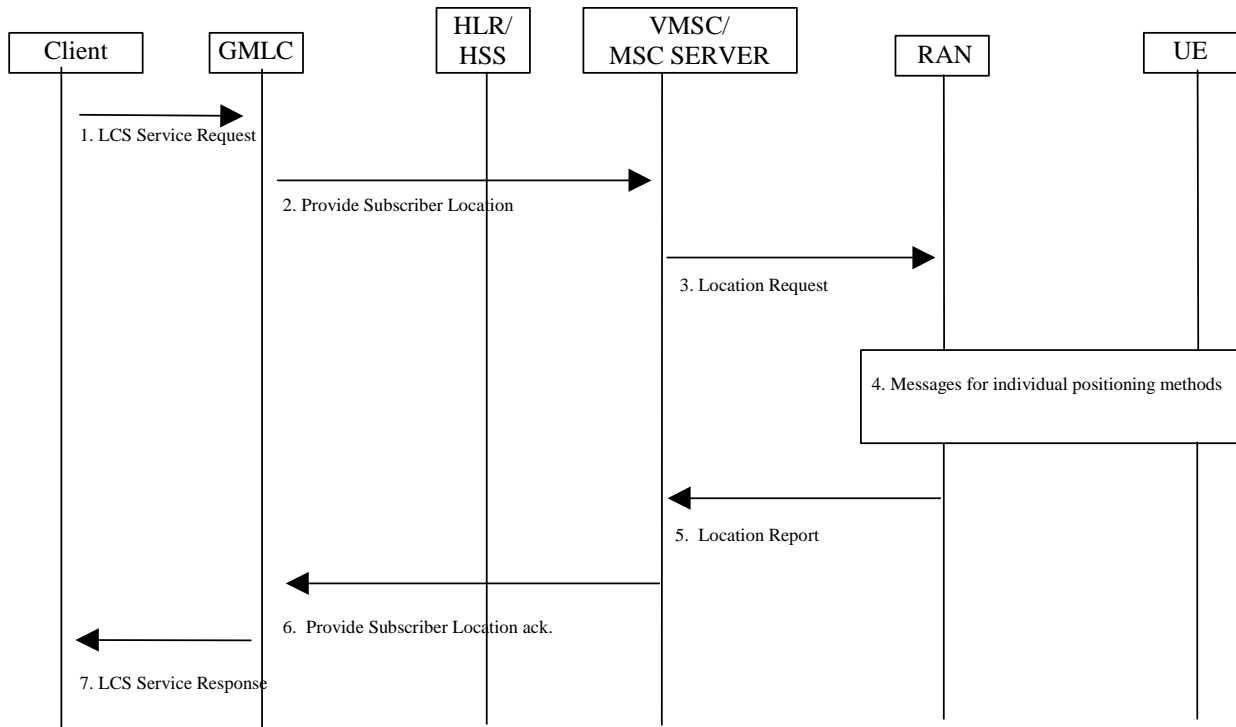 Client
GMLC
HLR/
HSS
VMSC/
MSC SERVER
RAN
UE
1. LCS Service Request
2. Provide Subscriber Location
3. Location Request
4. Messages for individual positioning methods
5. Location Report
6. Provide Subscriber Location ack.
7. LCS Service Response